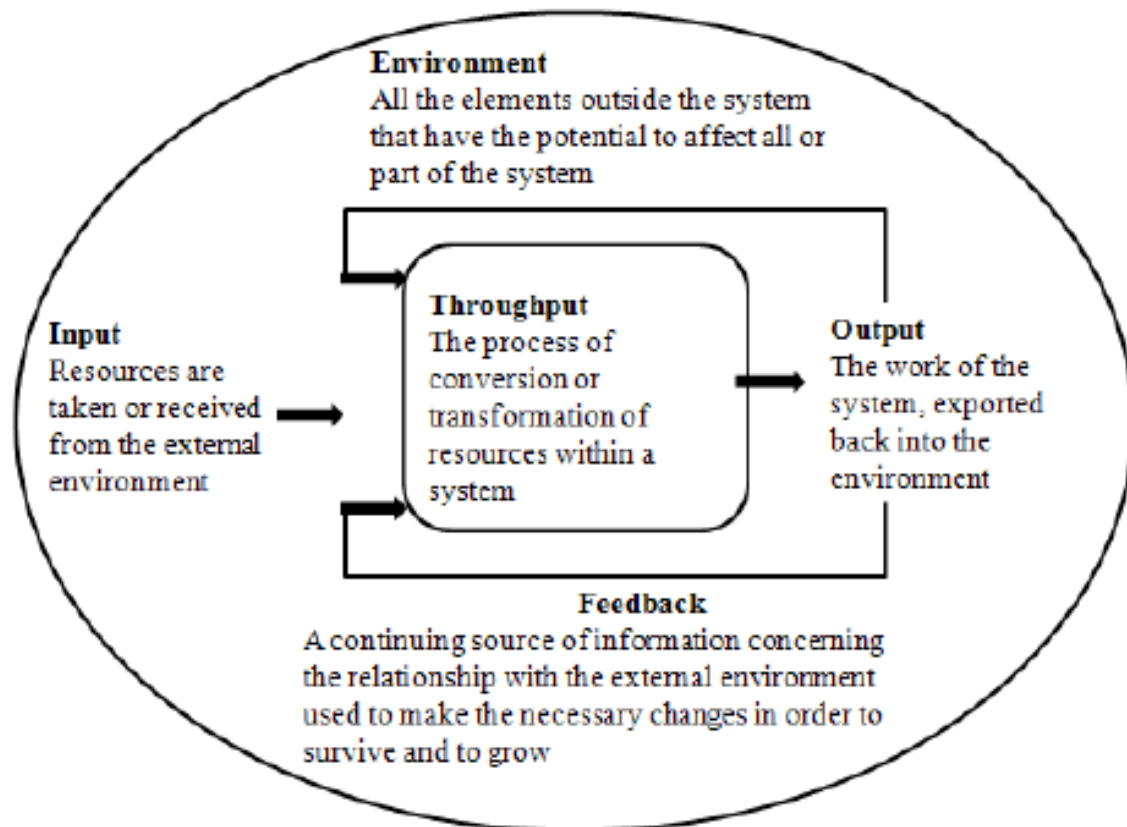 Environment
All the elements outside the system
that have the potential to affect all or
part of the system
Input
Resources are
taken or received
from the external
environment
Throughput
The process of
conversion or
transformation of
resources within a
system
Output
The work of the
system, exported
back into the
environment
Feedback
A continuing source of information concerning
the relationship with the external environment
used to make the necessary changes in order to
survive and to grow